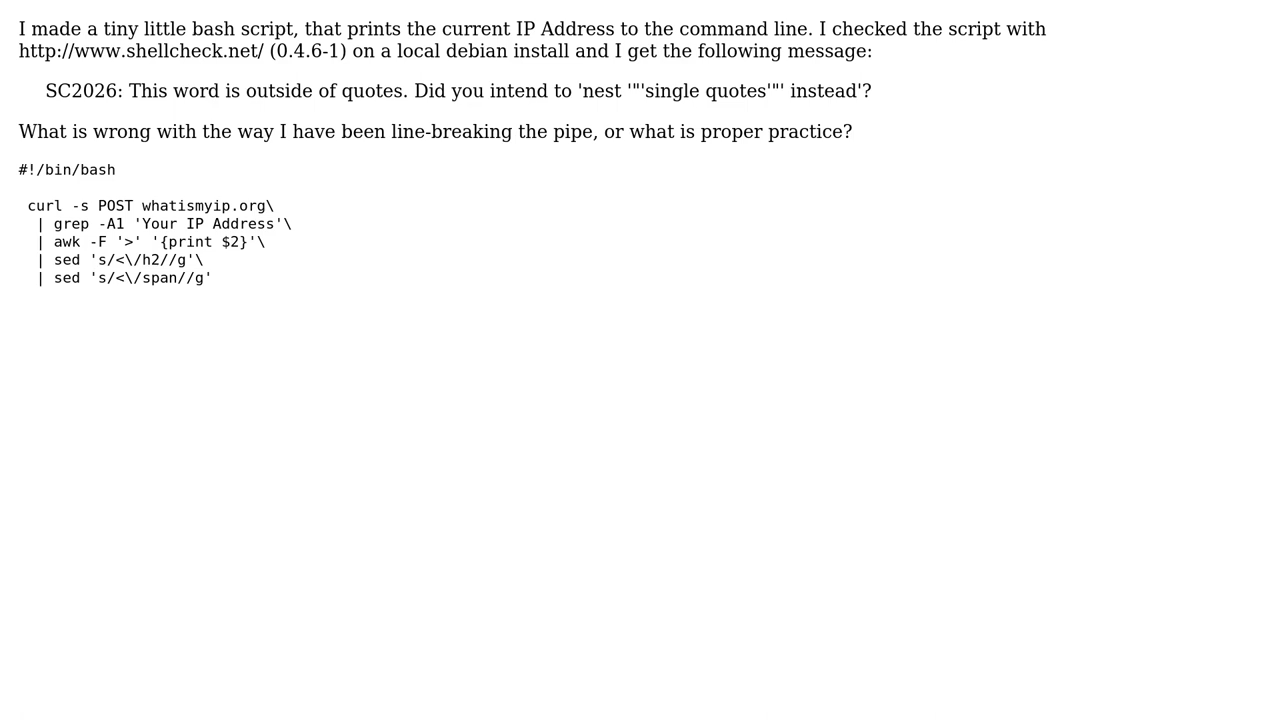 I made a tiny little bash script, that prints the current IP Address to the command line. I checked the script with
http://www.shellcheck.net/ (0.4.6-1) on a local debian install and I get the following message:
SC2026: This word is outside of quotes. Did you intend to 'nest '"'single quotes'"' instead'?
What is wrong with the way I have been line-breaking the pipe, or what is proper practice?
#!/bin/bash
curl -s POST whatismyip.org\
| grep -A1 'Your IP Address'\
| awk -F '>' '{print $2}'\
| sed 's/<\/h2//g'\
| sed 's/<\/span//g'